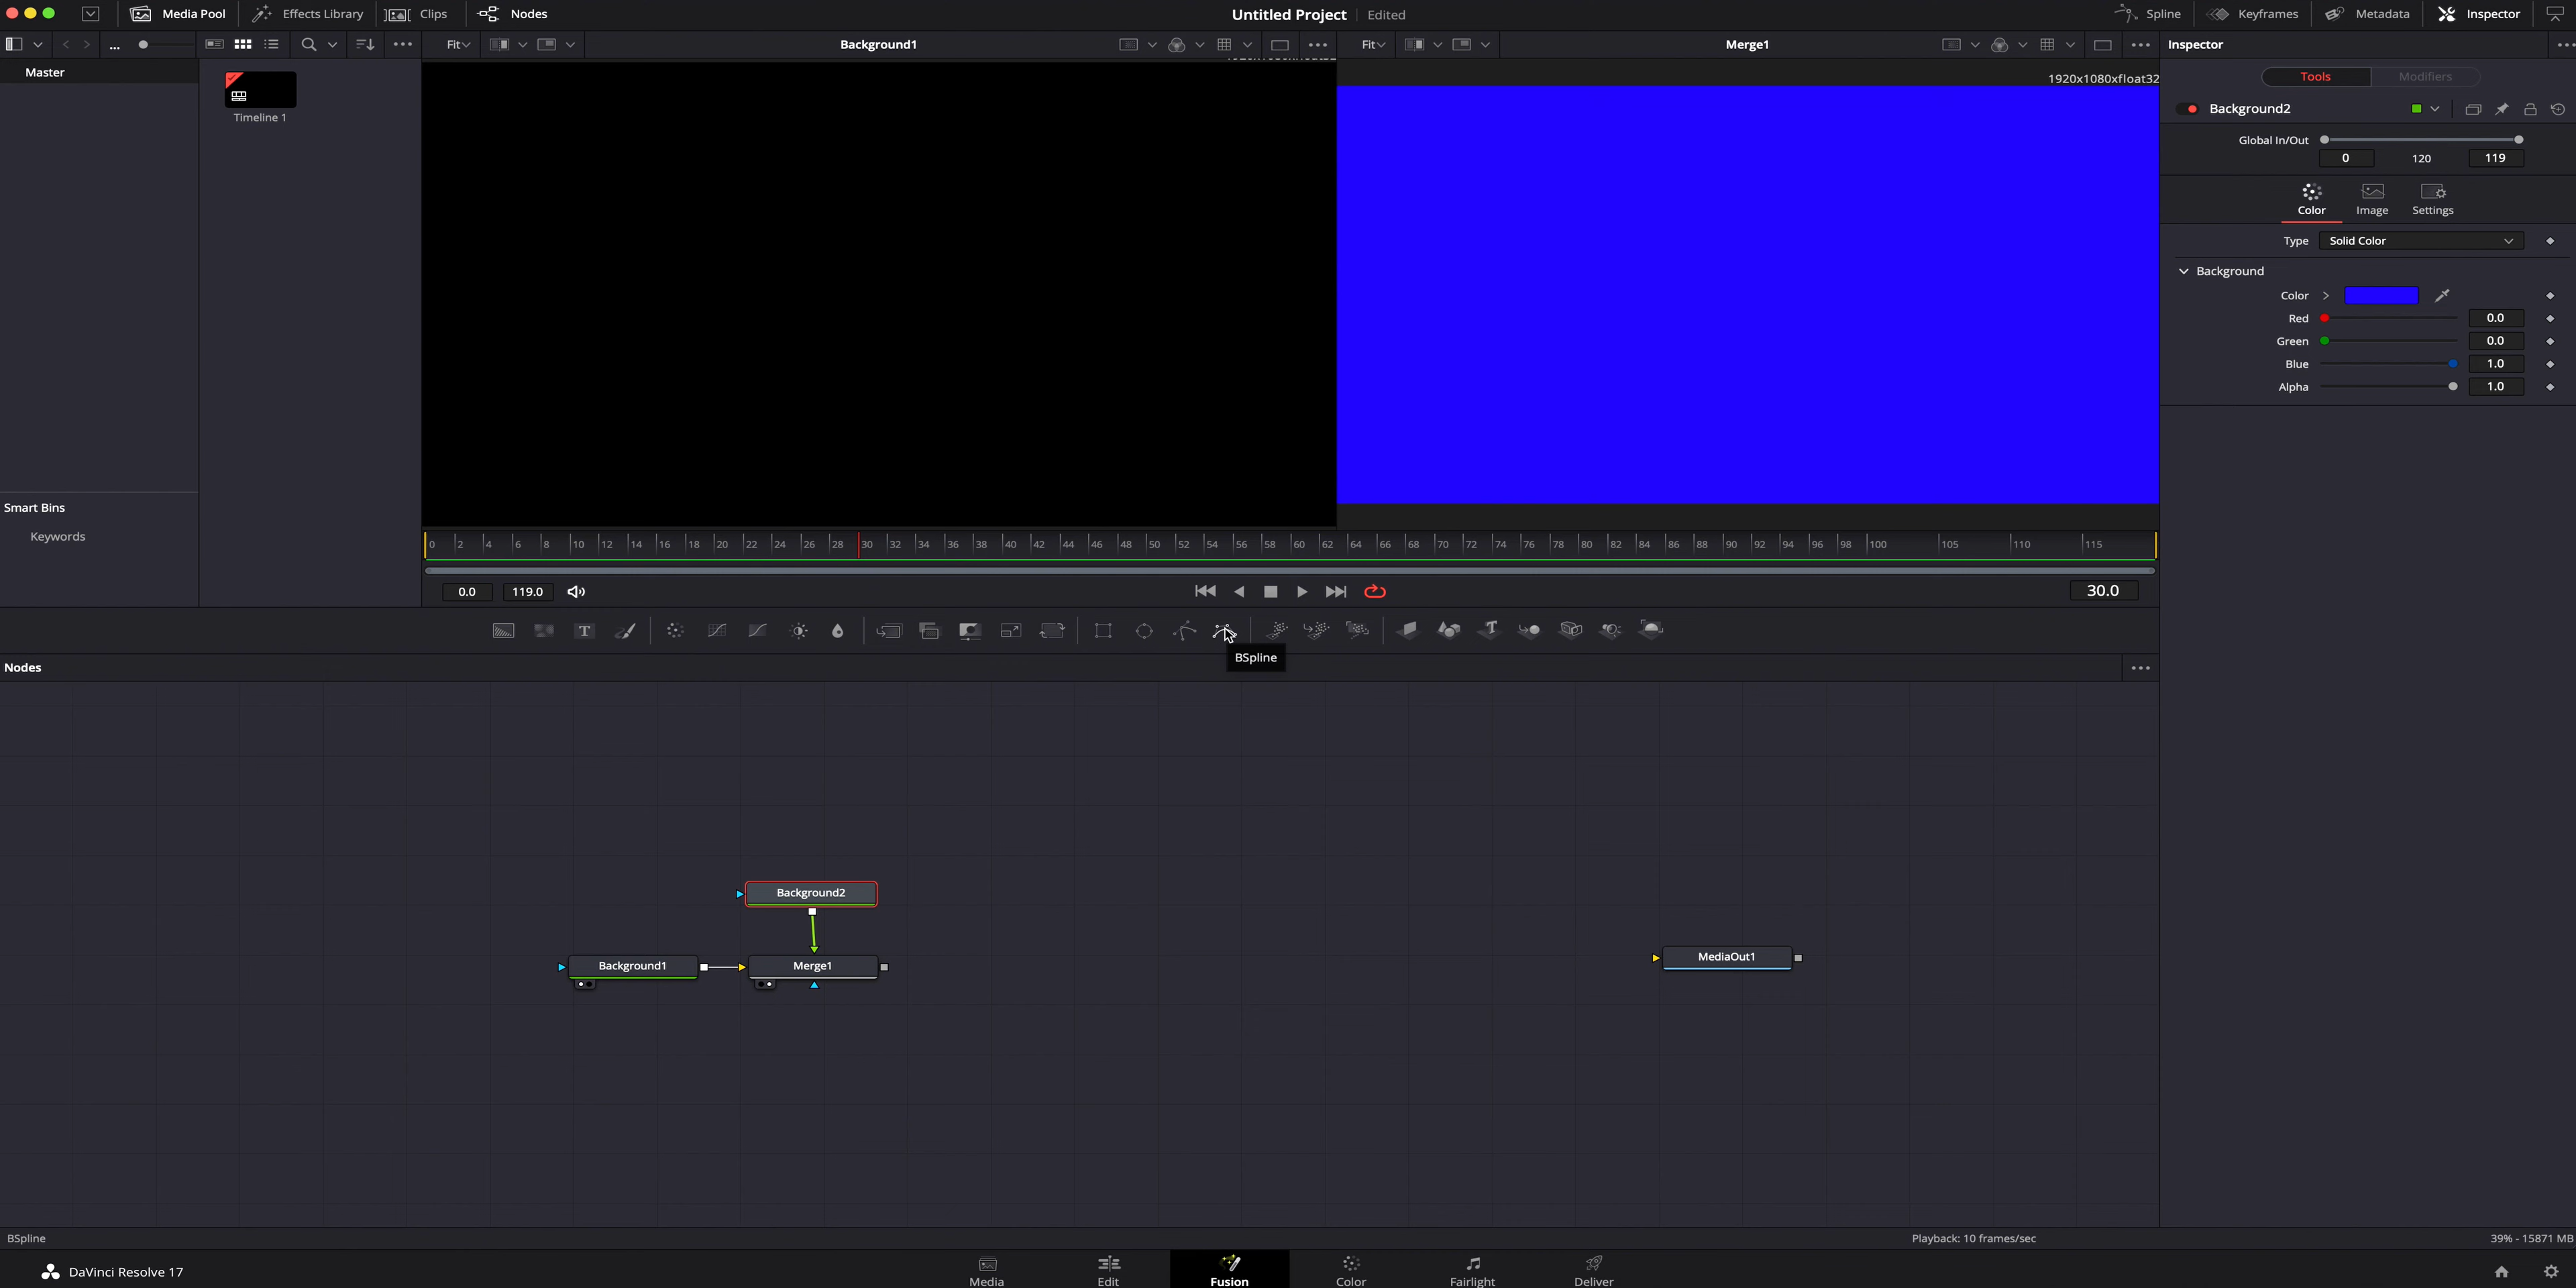 Media Pool Effects Library Clips Nodes Untitled Project Edited Spline Keyframes Metadata Inspector
... Fit Background1 Fit Merge1 Inspector
Master
Timeline 1
1920x1080xfloat32
Tools Modifiers
Background2
Global In/Out
0 120 119
Color Image Settings
Type Solid Color
Background
Color
Red 0.0
Green 0.0
Blue 1.0
Alpha 1.0
Smart Bins
Keywords
0 2 4 6 8 10 12 14 16 18 20 22 24 26 28 30 32 34 36 38 40 42 44 46 48 50 52 54 56 58 60 62 64 66 68 70 72 74 76 78 80 82 84 86 88 90 92 94 96 98 100 105 110 115
0.0 119.0 30.0
T T
BSpline
Nodes
Background2
Background1 Merge1 MediaOut1
BSpline Playback: 10 frames/sec 39% - 15871 MB
DaVinci Resolve 17 Media Edit Fusion Color Fairlight Deliver